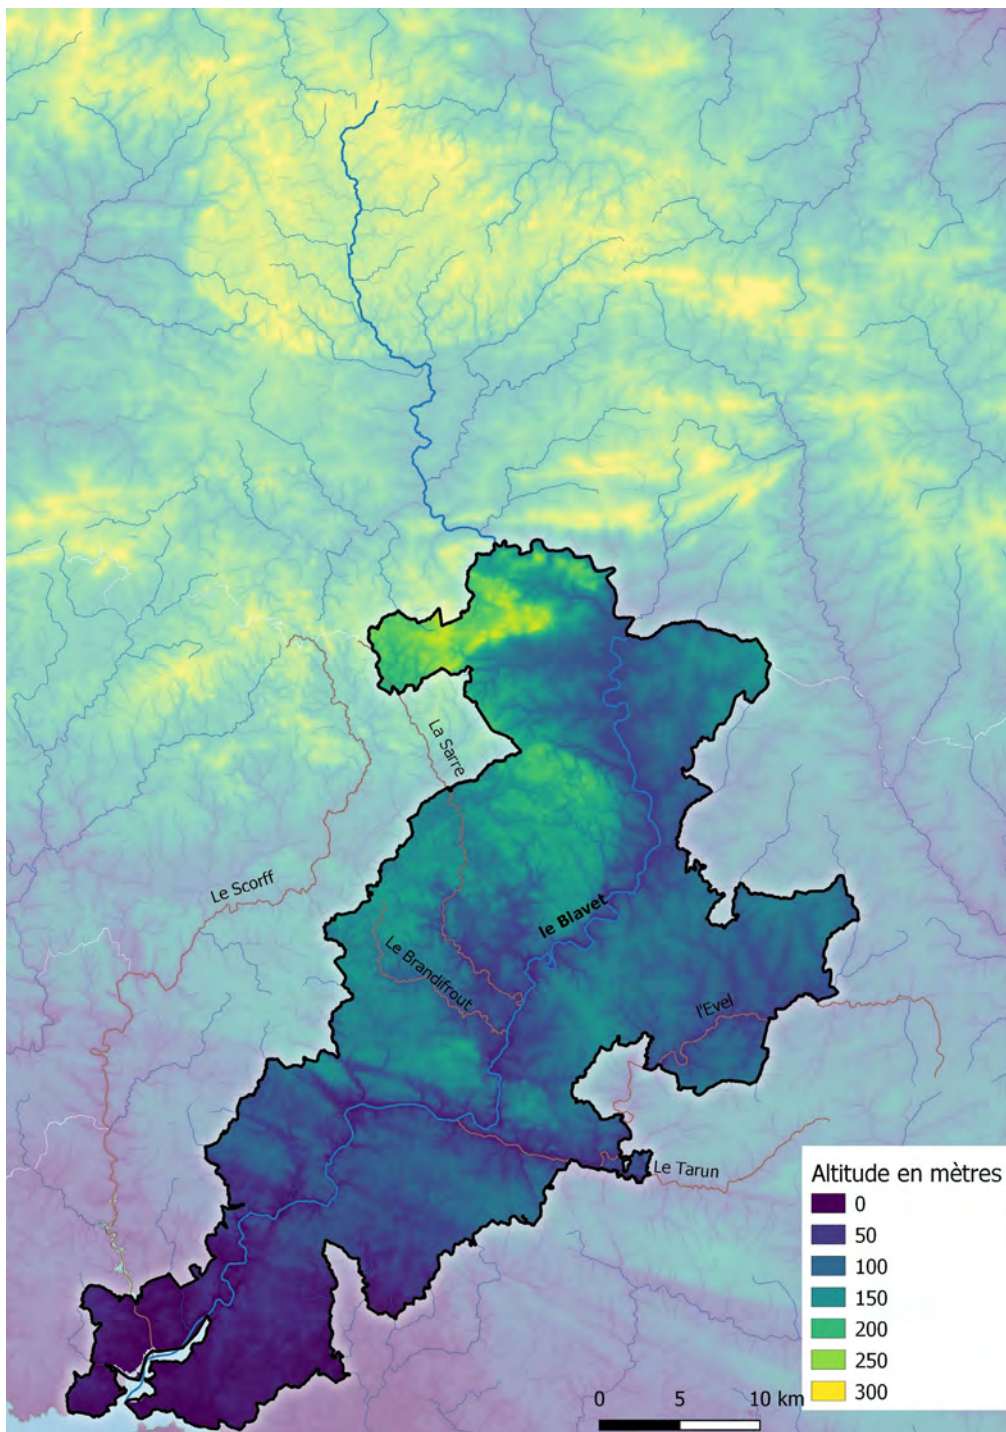 La Sarre
Le Scorff
le Blavet
Le Brandifrout
l'Evel
Le Tarun
Altitude en mètres
0
50
100
150
200
250
300
0 5 10 km